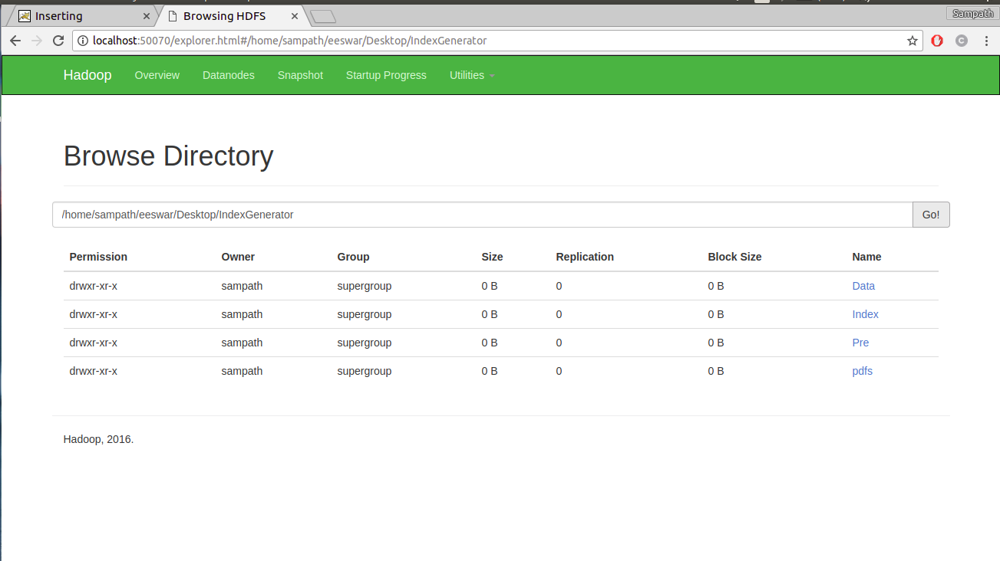 Inserting
Browsing HDFS
Sampath
localhost:50070/explorer.html#/home/sampath/eeswar/Desktop/IndexGenerator
C
Hadoop Overview Datanodes Snapshot Startup Progress Utilities
Browse Directory
/home/sampath/eeswar/Desktop/IndexGenerator Go!
Permission Owner Group Size Replication Block Size Name
drwxr-xr-x sampath supergroup 0 B 0 0 B Data
drwxr-xr-x sampath supergroup 0 B 0 0 B Index
drwxr-xr-x sampath supergroup 0 B 0 0 B Pre
drwxr-xr-x sampath supergroup 0 B 0 0 B pdfs
Hadoop, 2016.